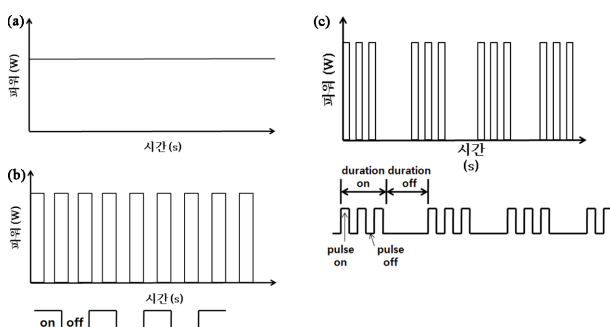 (a)
파워 (W)
시간 (s)
(b)
파워 (W)
시간 (s)
on off
(c)
파워 (W)
시간
(s)
duration duration
on off
pulse
on
pulse
off